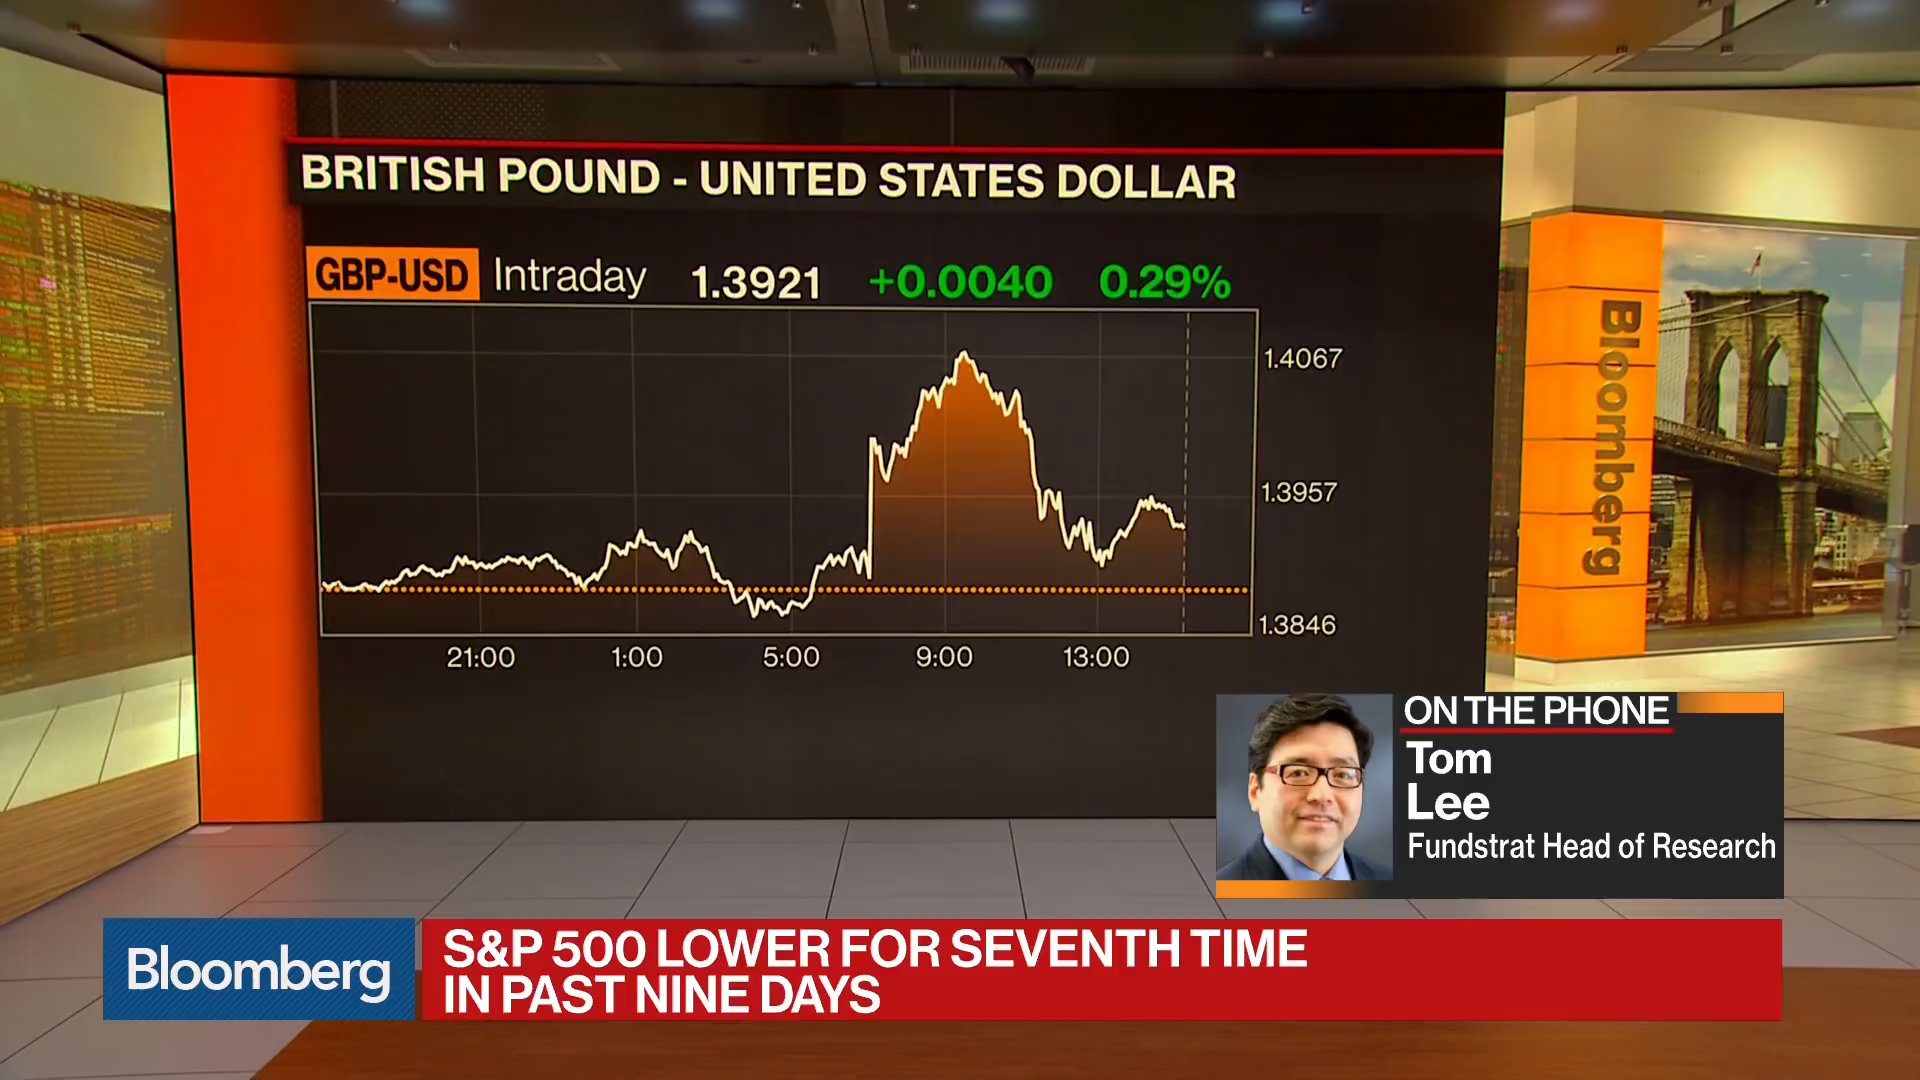 BRITISH POUND - UNITED STATES DOLLAR
GBP-USD Intraday 1.3921 +0.0040 0.29%
1.4067
1.3957
1.3846
21:00 1:00 5:00 9:00 13:00
Bloomberg
ON THE PHONE
Tom
Lee
Fundstrat Head of Research
Bloomberg
S&P 500 LOWER FOR SEVENTH TIME
IN PAST NINE DAYS